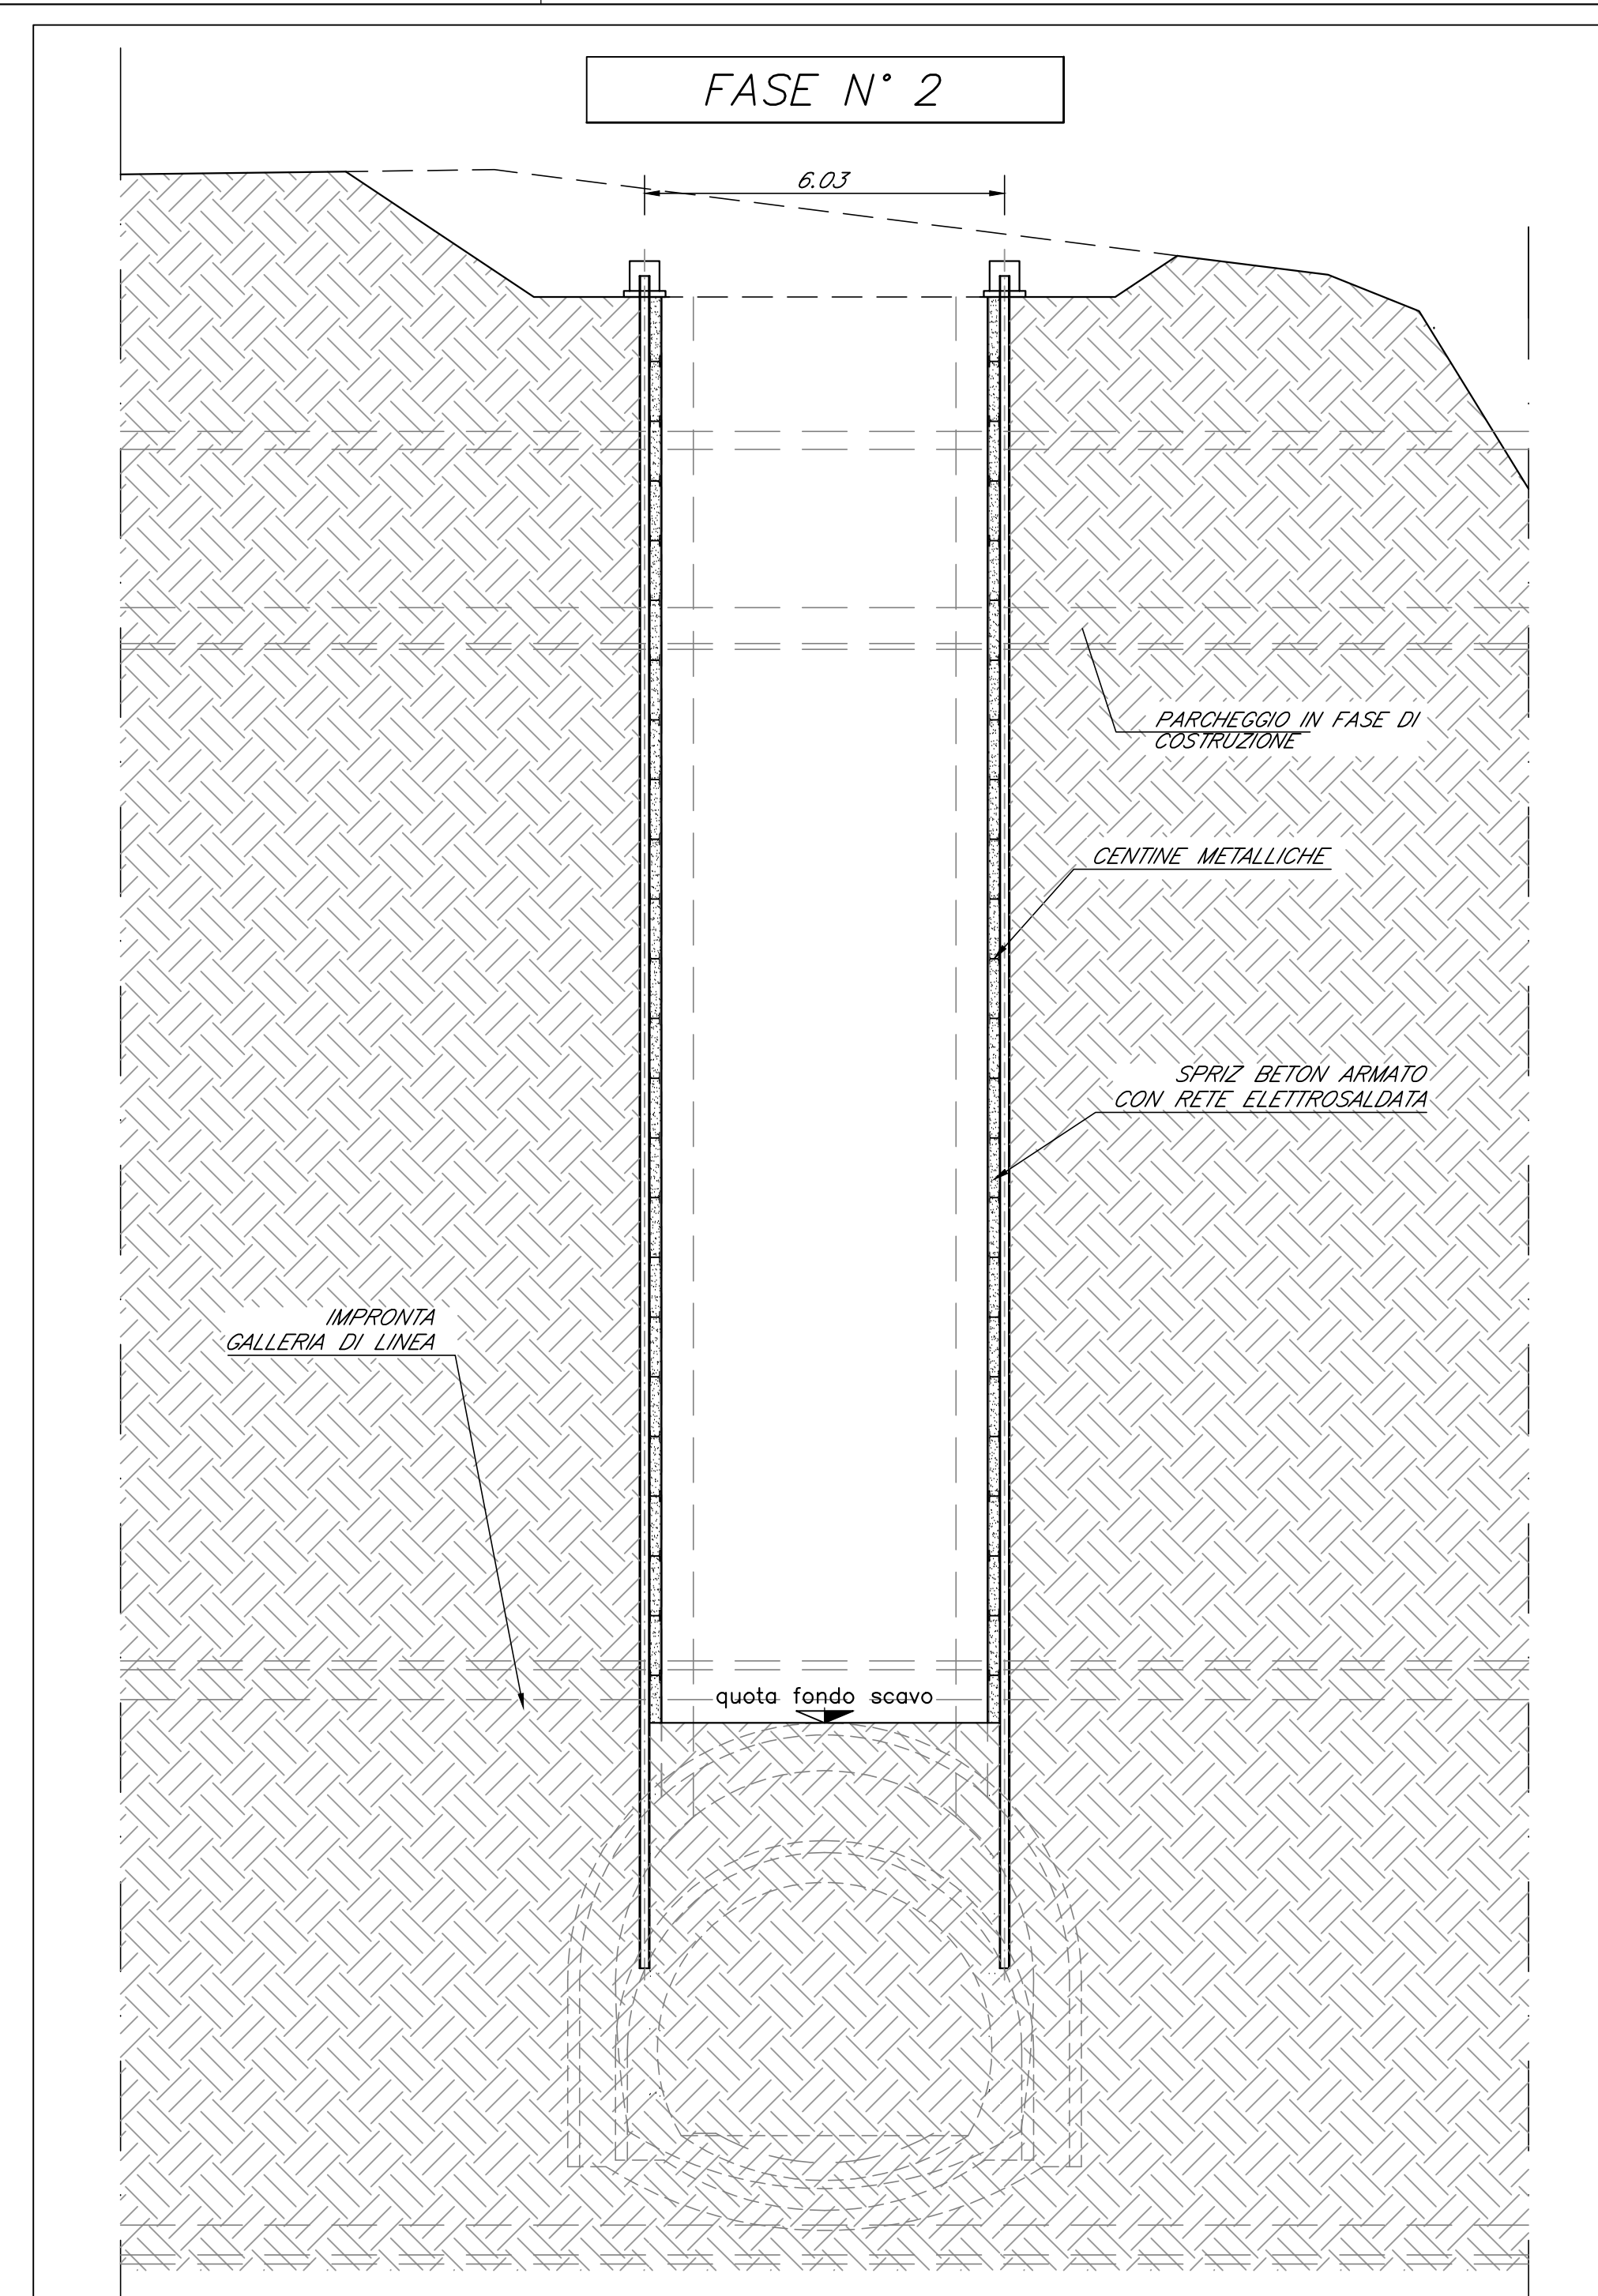 FASE N° 2
6.03
PARCHEGGIO IN FASE DI
COSTRUZIONE
CENTINE METALLICHE
SPRIZ BETON ARMATO
CON RETE ELETTROSALDATA
IMPRONTA
GALLERIA DI LINEA
quota fondo scavo